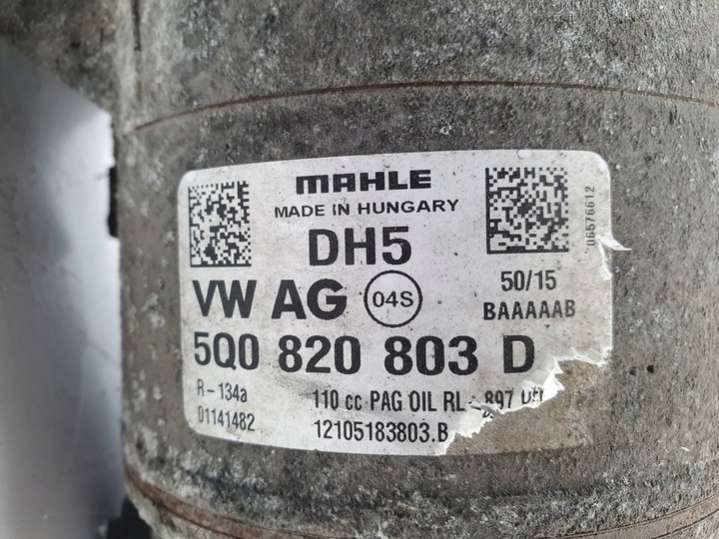 MAHLE
MADE IN HUNGARY
DH5
VW AG 04S
50/15
BAAAAAB
5Q0 820 803 D
R-134a
110 cc PAG OIL RL-897
01141482
12105183803.B
06576612